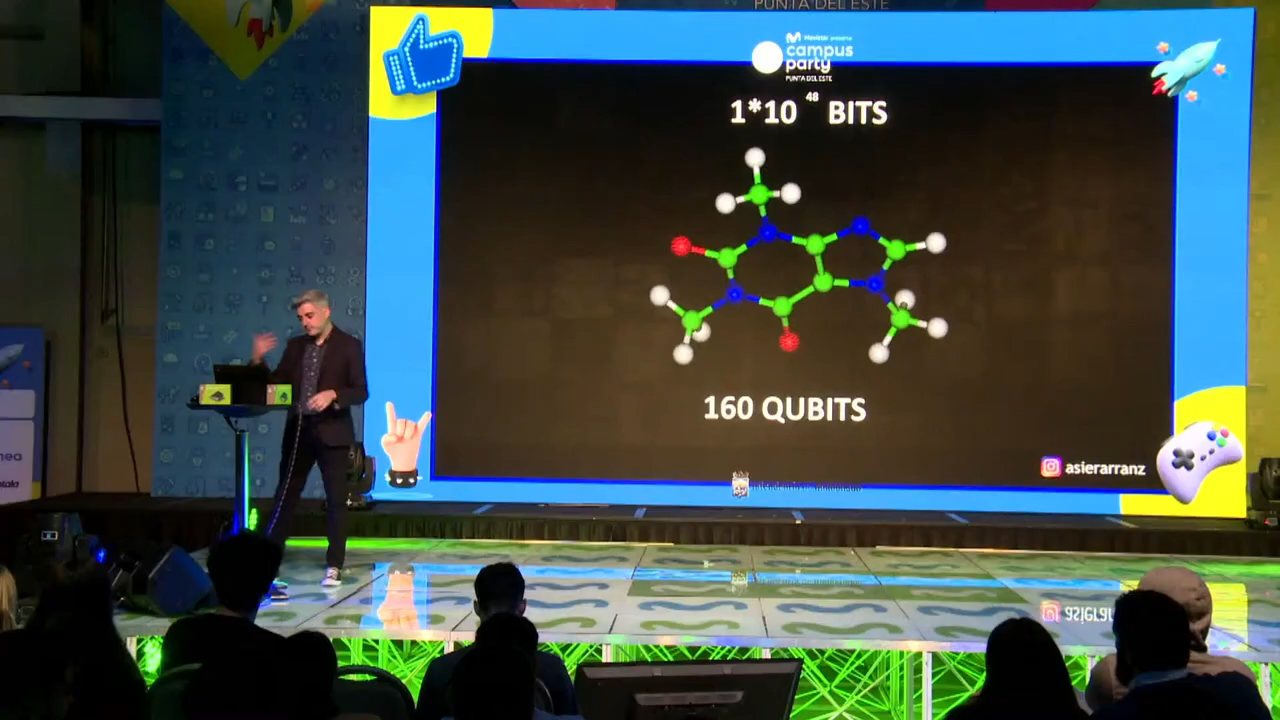 PUNTA DEL ESTE
Movistar presenta
campus
party
PUNTA DEL ESTE
1*10 48 BITS
160 QUBITS
asierarranz